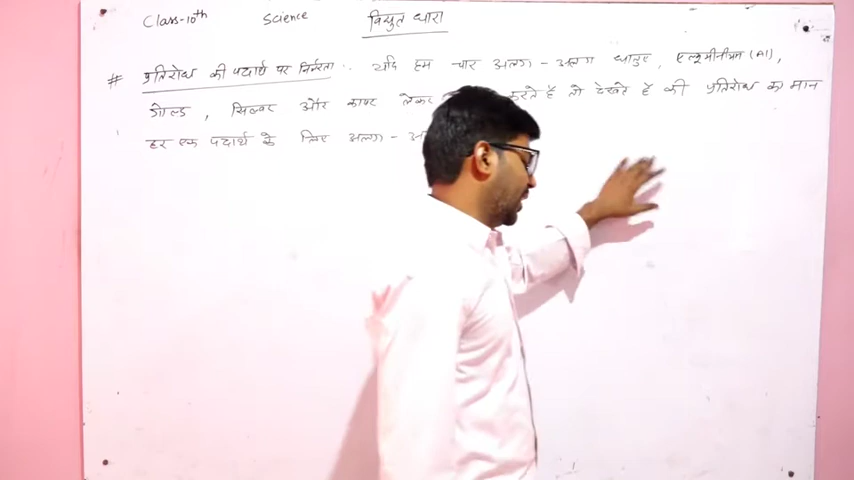 Class-10th Science विद्युत धारा
# प्रतिरोध की पदार्थ पर निर्भरता : यदि हम चार अलग-अलग धातुए, एल्यूमीनियम (Al),
गोल्ड, सिल्वर और कापर लेकर करते है तो देखते है की प्रतिरोध का मान
हर एक पदार्थ के लिए अलग-